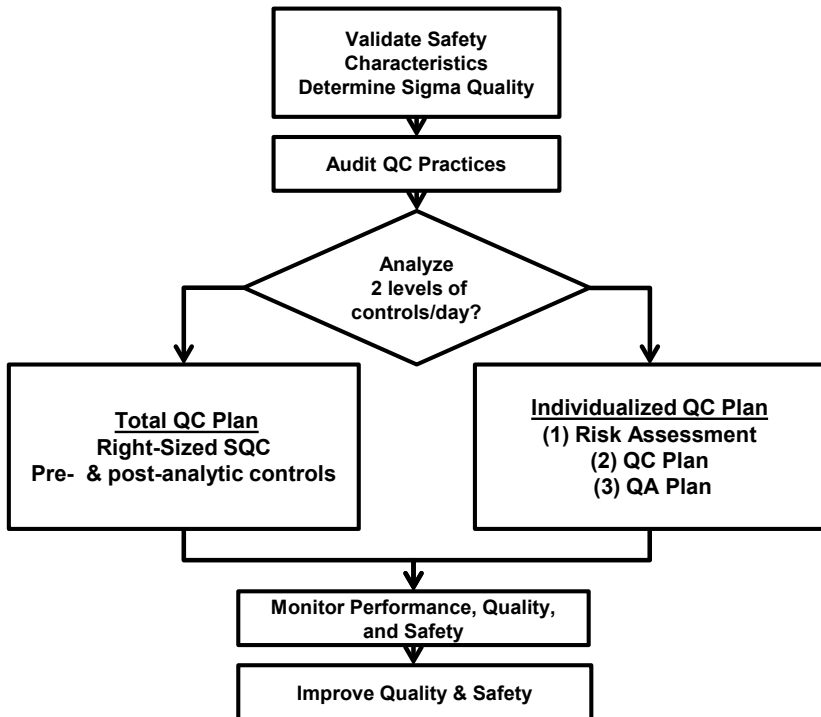 Validate Safety
Characteristics
Determine Sigma Quality
Audit QC Practices
Analyze
2 levels of
controls/day?
Total QC Plan
Right-Sized SQC
Pre- & post-analytic controls
Individualized QC Plan
(1) Risk Assessment
(2) QC Plan
(3) QA Plan
Monitor Performance, Quality,
and Safety
Improve Quality & Safety